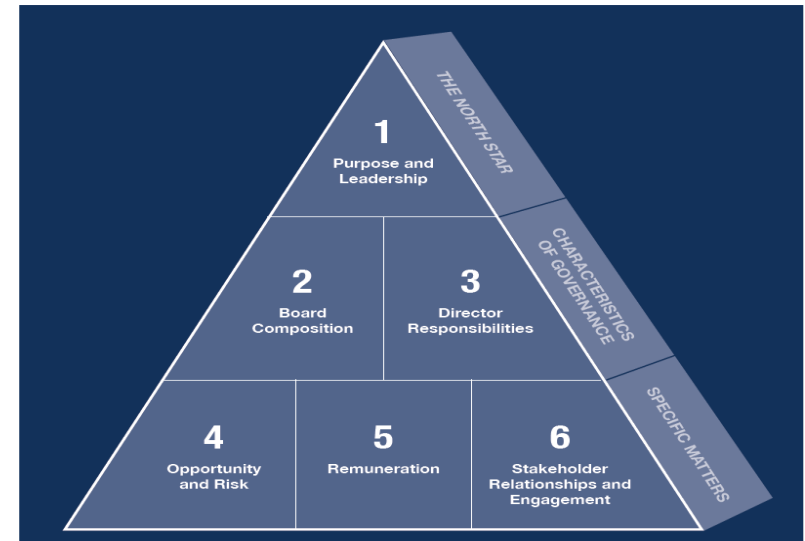 1
Purpose and
Leadership
THE NORTH STAR
2
Board
Composition
3
Director
Responsibilities
CHARACTERISTICS
OF GOVERNANCE
4
Opportunity
and Risk
5
Remuneration
6
Stakeholder
Relationships and
Engagement
SPECIFIC MATTERS